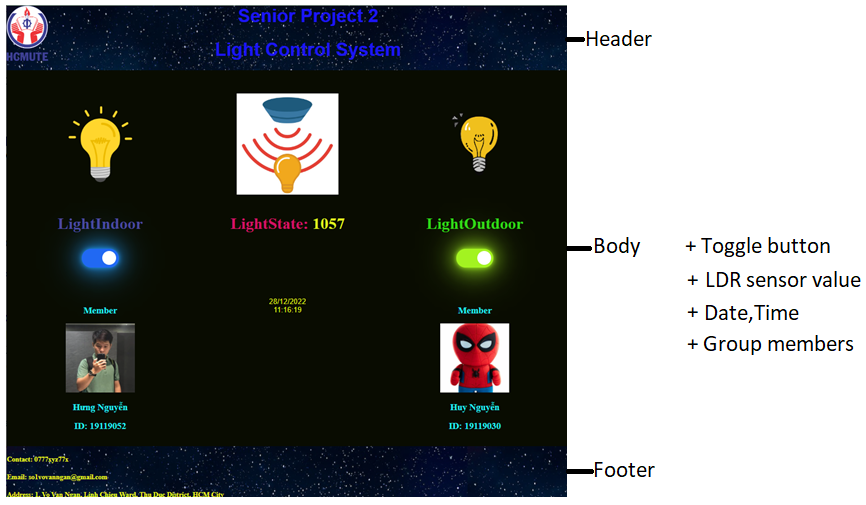 Senior Project 2
Light Control System
HCMUTE
Header
LightIndoor
LightState: 1057
LightOutdoor
Body
+ Toggle button
+ LDR sensor value
+ Date,Time
+ Group members
28/12/2022
11:16:19
Member
Member
Hưng Nguyễn
Huy Nguyễn
ID: 19119052
ID: 19119030
Contact: 0777xyz77x
Email: so1vovanngan@gmail.com
Address: 1, Vo Van Ngan, Linh Chieu Ward, Thu Duc District, HCM City
Footer